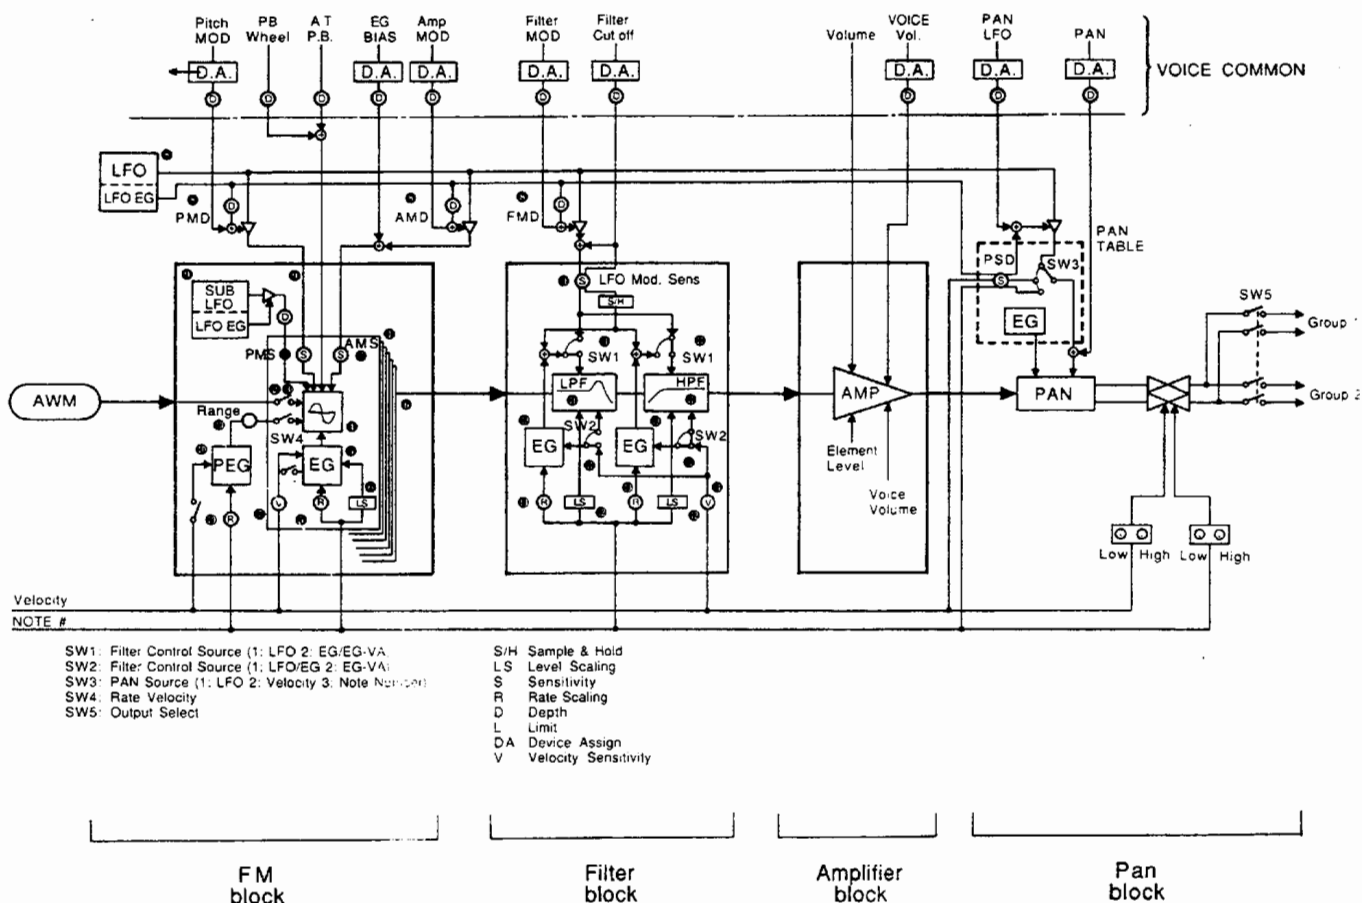 Pitch MOD
PB Wheel
A T P.B.
EG BIAS
Amp MOD
Filter MOD
Filter Cut off
Volume
VOICE Vol.
PAN LFO
PAN
D.A.
D.A.
D.A.
D.A.
D.A.
D.A.
D.A.
D.A.
VOICE COMMON
D
D
D
D
D
D
D
D
D
D
LFO
LFO EG
PMD
D
AMD
D
FMD
D
PAN TABLE
PSD
SW3
S
EG
SUB LFO
LFO EG
D
PMS
S
S
AMS
S
LFO Mod. Sens
S/H
SW1
SW1
LPF
HPF
SW2
SW2
EG
EG
R
LS
R
LS
V
AWM
Range
SW4
PEG
EG
R
V
R
LS
AMP
Element Level
Voice Volume
PAN
SW5
Group 1
Group 2
Low High
Low High
Velocity
NOTE #
SW1: Filter Control Source (1: LFO 2: EG/EG-VA)
SW2: Filter Control Source (1: LFO/EG 2: EG-VA)
SW3: PAN Source (1: LFO 2: Velocity 3: Note Number)
SW4: Rate Velocity
SW5: Output Select
S/H Sample & Hold
LS Level Scaling
S Sensitivity
R Rate Scaling
D Depth
L Limit
DA Device Assign
V Velocity Sensitivity
FM block
Filter block
Amplifier block
Pan block